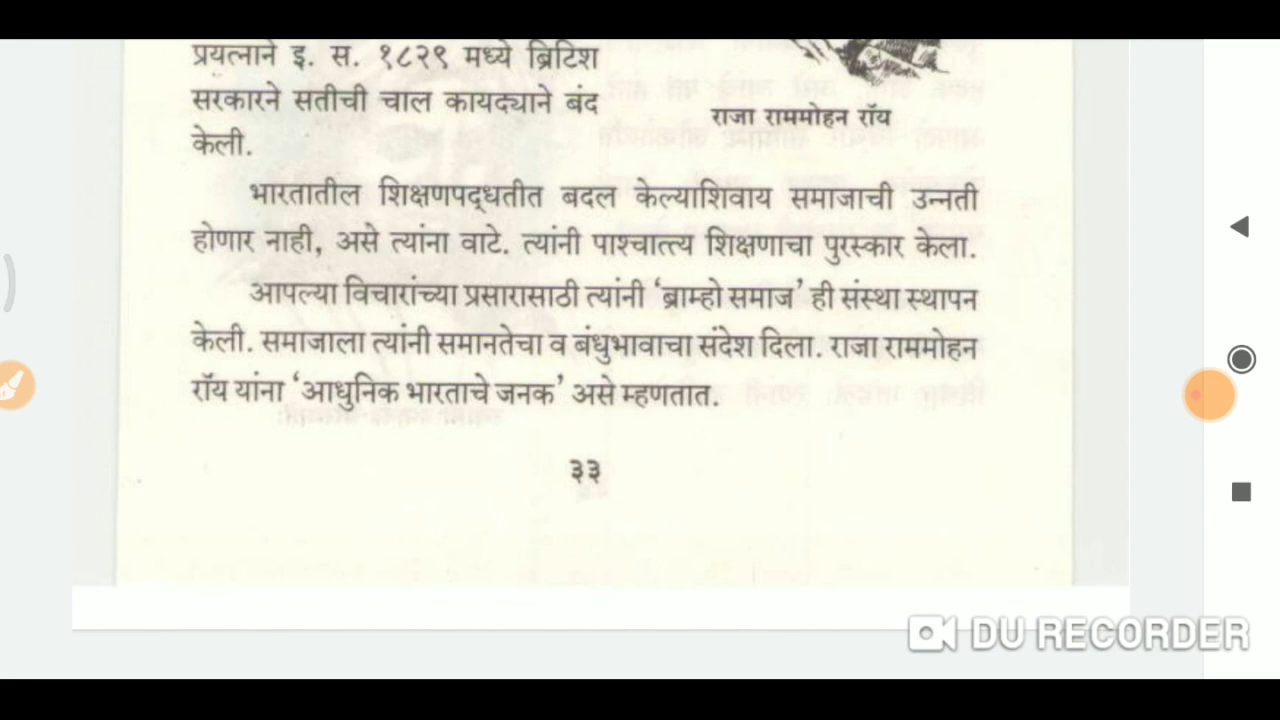 प्रयत्नाने इ. स. १८२९ मध्ये ब्रिटिश
सरकारने सतीची चाल कायद्याने बंद
केली.
राजा राममोहन रॉय
भारतातील शिक्षणपद्धतीत बदल केल्याशिवाय समाजाची उन्नती
होणार नाही, असे त्यांना वाटे. त्यांनी पाश्चात्त्य शिक्षणाचा पुरस्कार केला.
आपल्या विचारांच्या प्रसारासाठी त्यांनी ‘ब्राम्हो समाज’ ही संस्था स्थापन
केली. समाजाला त्यांनी समानतेचा व बंधुभावाचा संदेश दिला. राजा राममोहन
रॉय यांना ‘आधुनिक भारताचे जनक’ असे म्हणतात.
३३
DU RECORDER